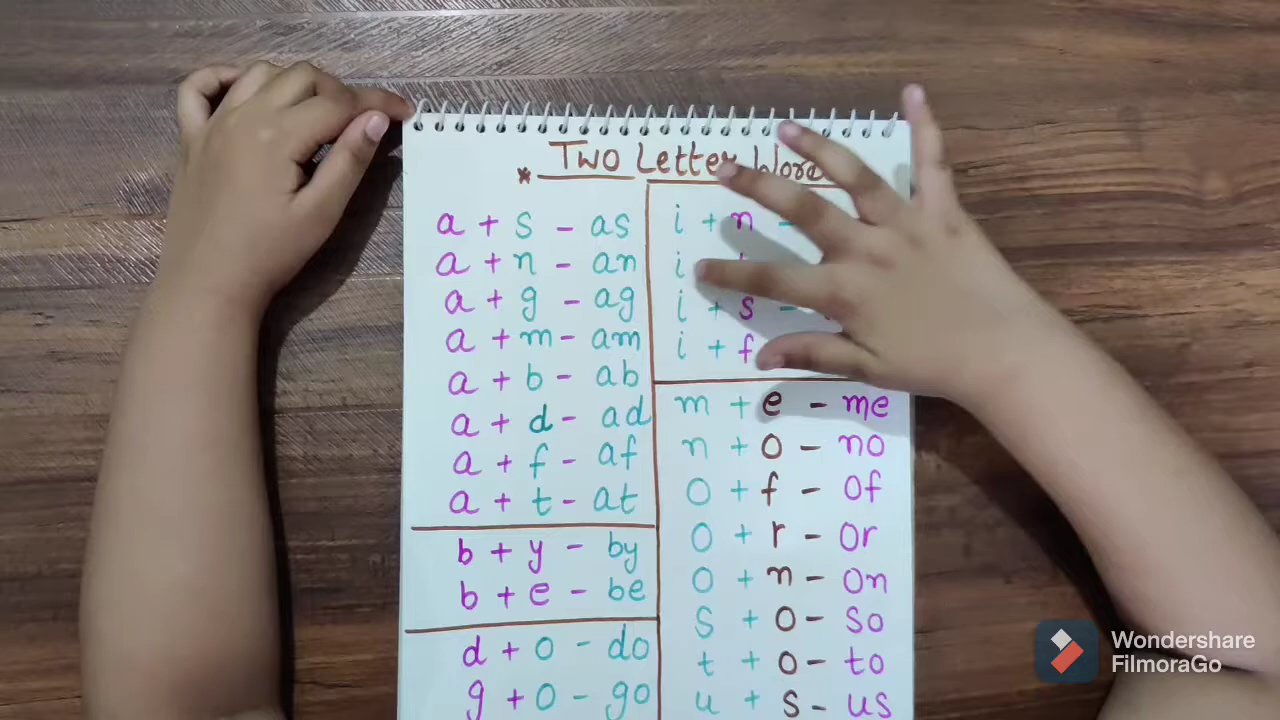 * Two Letter
a + s - as
a + n - an
a + g - ag
a + m - am
a + b - ab
a + d - ad
a + f - af
a + t - at
b + y - by
b + e - be
d + o - do
g + o - go
i + n -
i
i + s -
i + f
m + e - me
n + o - no
o + f - of
o + r - or
o + n - on
s + o - so
t + o - to
u + s - us
Wondershare
FilmoraGo